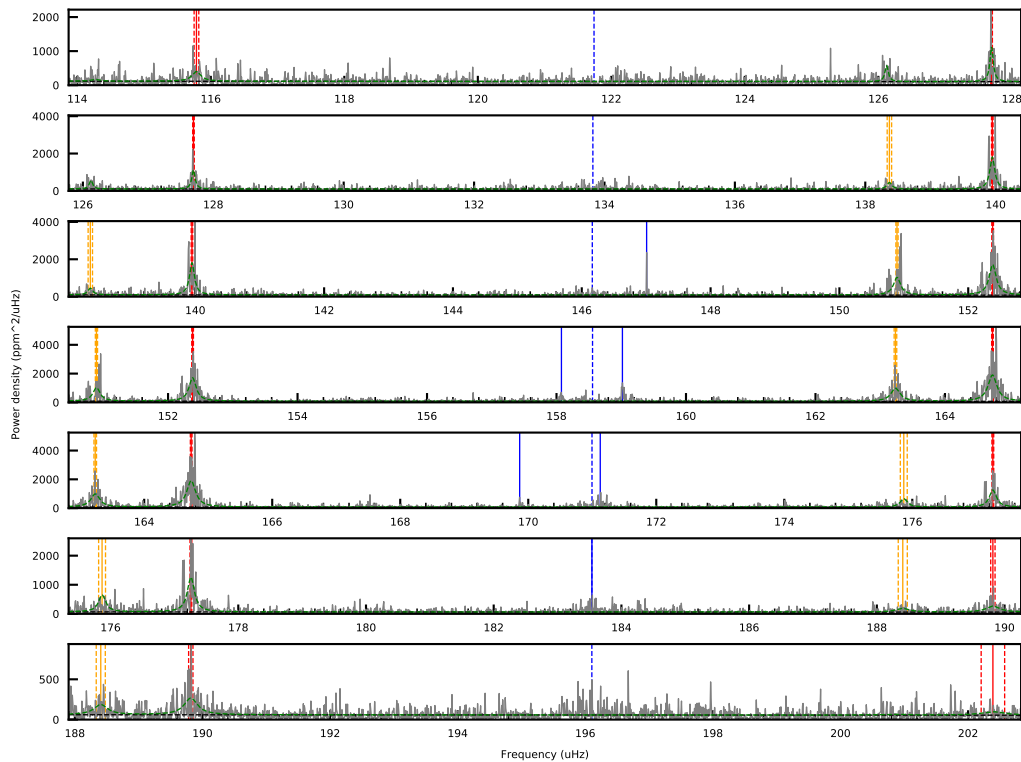 2000
1000
0
114 116 118 120 122 124 126 128
4000
2000
0
126 128 130 132 134 136 138 140
4000
2000
0
140 142 144 146 148 150 152
4000
2000
0
152 154 156 158 160 162 164
4000
2000
0
164 166 168 170 172 174 176
2000
1000
0
176 178 180 182 184 186 188 190
500
0
188 190 192 194 196 198 200 202
Power density (ppm^2/uHz)
Frequency (uHz)